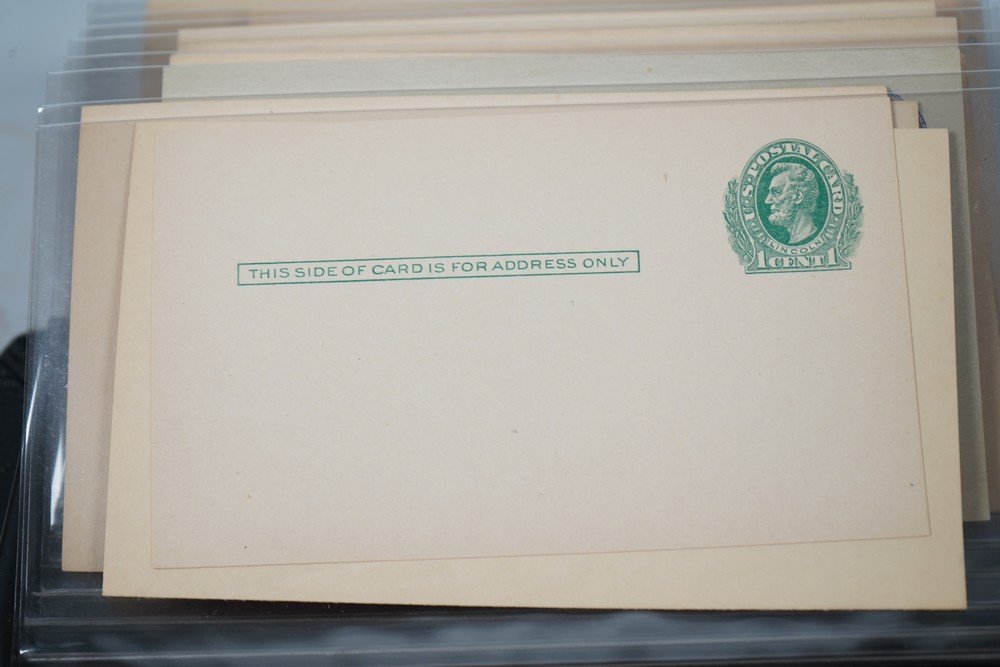 U.S. POSTAL CARD
LINCOLN
1 CENT 1
THIS SIDE OF CARD IS FOR ADDRESS ONLY